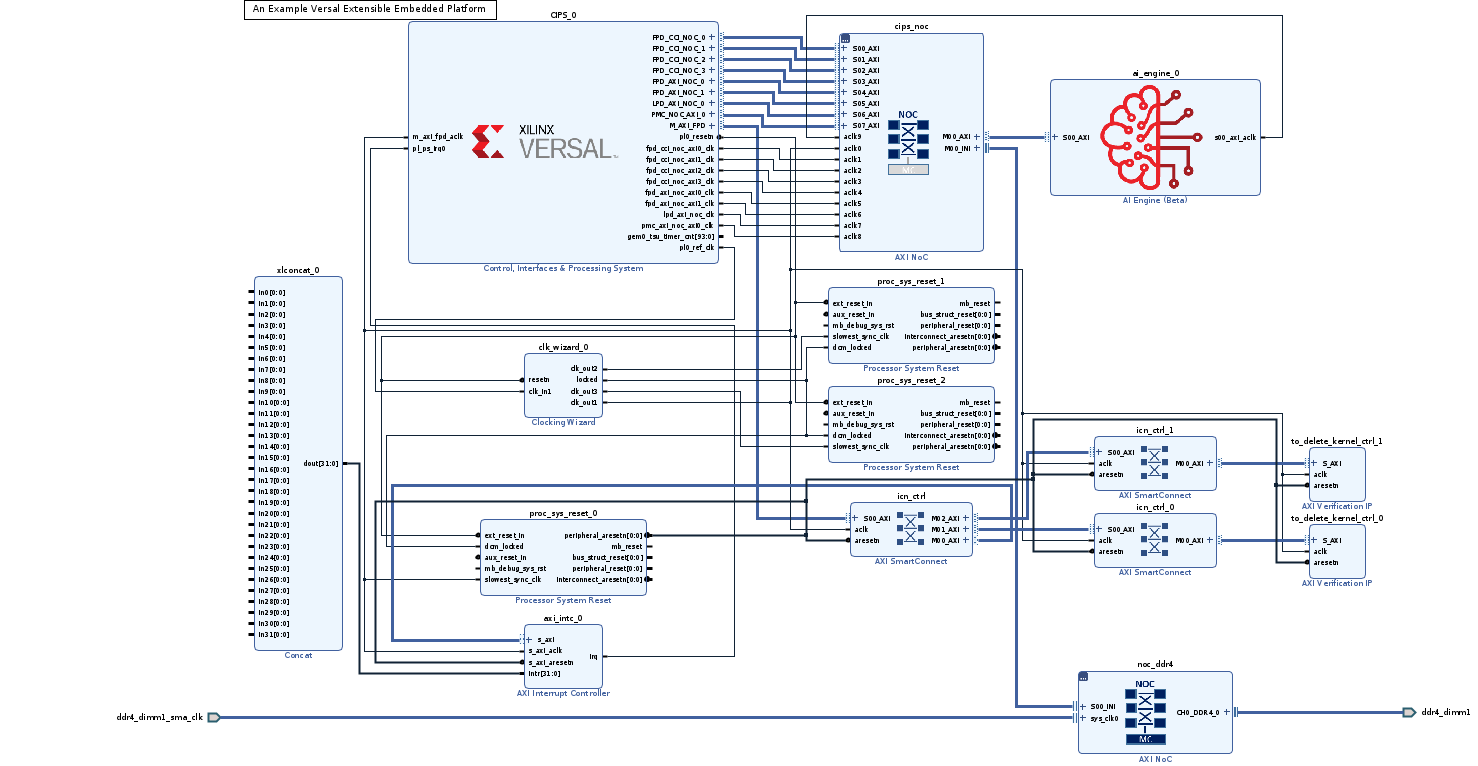 An Example Versal Extensible Embedded Platform
CIPS_0
FPD_CCI_NOC_0
FPD_CCI_NOC_1
FPD_CCI_NOC_2
FPD_CCI_NOC_3
FPD_AXI_NOC_0
FPD_AXI_NOC_1
LPD_AXI_NOC_0
PMC_NOC_AXI_0
M_AXI_FPD
pl0_resetn
fpd_cci_noc_axi0_clk
fpd_cci_noc_axi1_clk
fpd_cci_noc_axi2_clk
fpd_cci_noc_axi3_clk
fpd_axi_noc_axi0_clk
fpd_axi_noc_axi1_clk
lpd_axi_noc_clk
pmc_axi_noc_axi0_clk
gem0_tsu_timer_cnt[93:0]
pl0_ref_clk
m_axi_fpd_aclk
pl_ps_irq0
XILINX
VERSAL
Control, Interfaces & Processing System
cips_noc
S00_AXI
S01_AXI
S02_AXI
S03_AXI
S04_AXI
S05_AXI
S06_AXI
S07_AXI
aclk9
aclk0
aclk1
aclk2
aclk3
aclk4
aclk5
aclk6
aclk7
aclk8
NOC
MC
M00_AXI
M00_INI
AXI NoC
ai_engine_0
S00_AXI
s00_axi_aclk
AI Engine (Beta)
xlconcat_0
In0[0:0]
In1[0:0]
In2[0:0]
In3[0:0]
In4[0:0]
In5[0:0]
In6[0:0]
In7[0:0]
In8[0:0]
In9[0:0]
In10[0:0]
In11[0:0]
In12[0:0]
In13[0:0]
In14[0:0]
In15[0:0]
In16[0:0]
In17[0:0]
In18[0:0]
In19[0:0]
In20[0:0]
In21[0:0]
In22[0:0]
In23[0:0]
In24[0:0]
In25[0:0]
In26[0:0]
In27[0:0]
In28[0:0]
In29[0:0]
In30[0:0]
In31[0:0]
dout[31:0]
Concat
proc_sys_reset_1
ext_reset_in
aux_reset_in
mb_debug_sys_rst
slowest_sync_clk
dcm_locked
mb_reset
bus_struct_reset[0:0]
peripheral_reset[0:0]
interconnect_aresetn[0:0]
peripheral_aresetn[0:0]
Processor System Reset
clk_wizard_0
resetn
clk_in1
clk_out2
locked
clk_out3
clk_out1
Clocking Wizard
proc_sys_reset_2
ext_reset_in
aux_reset_in
mb_debug_sys_rst
dcm_locked
slowest_sync_clk
mb_reset
bus_struct_reset[0:0]
peripheral_reset[0:0]
interconnect_aresetn[0:0]
peripheral_aresetn[0:0]
Processor System Reset
icn_ctrl_1
S00_AXI
aclk
aresetn
M00_AXI
AXI SmartConnect
to_delete_kernel_ctrl_1
S_AXI
aclk
aresetn
AXI Verification IP
icn_ctrl
S00_AXI
aclk
aresetn
M02_AXI
M01_AXI
M00_AXI
AXI SmartConnect
icn_ctrl_0
S00_AXI
aclk
aresetn
M00_AXI
AXI SmartConnect
to_delete_kernel_ctrl_0
S_AXI
aclk
aresetn
AXI Verification IP
proc_sys_reset_0
ext_reset_in
dcm_locked
aux_reset_in
mb_debug_sys_rst
slowest_sync_clk
peripheral_aresetn[0:0]
mb_reset
bus_struct_reset[0:0]
peripheral_reset[0:0]
interconnect_aresetn[0:0]
Processor System Reset
axi_intc_0
s_axi
s_axi_aclk
s_axi_aresetn
intr[31:0]
irq
AXI Interrupt Controller
noc_ddr4
S00_INI
sys_clk0
NOC
MC
CH0_DDR4_0
AXI NoC
ddr4_dimm1_sma_clk
ddr4_dimm1